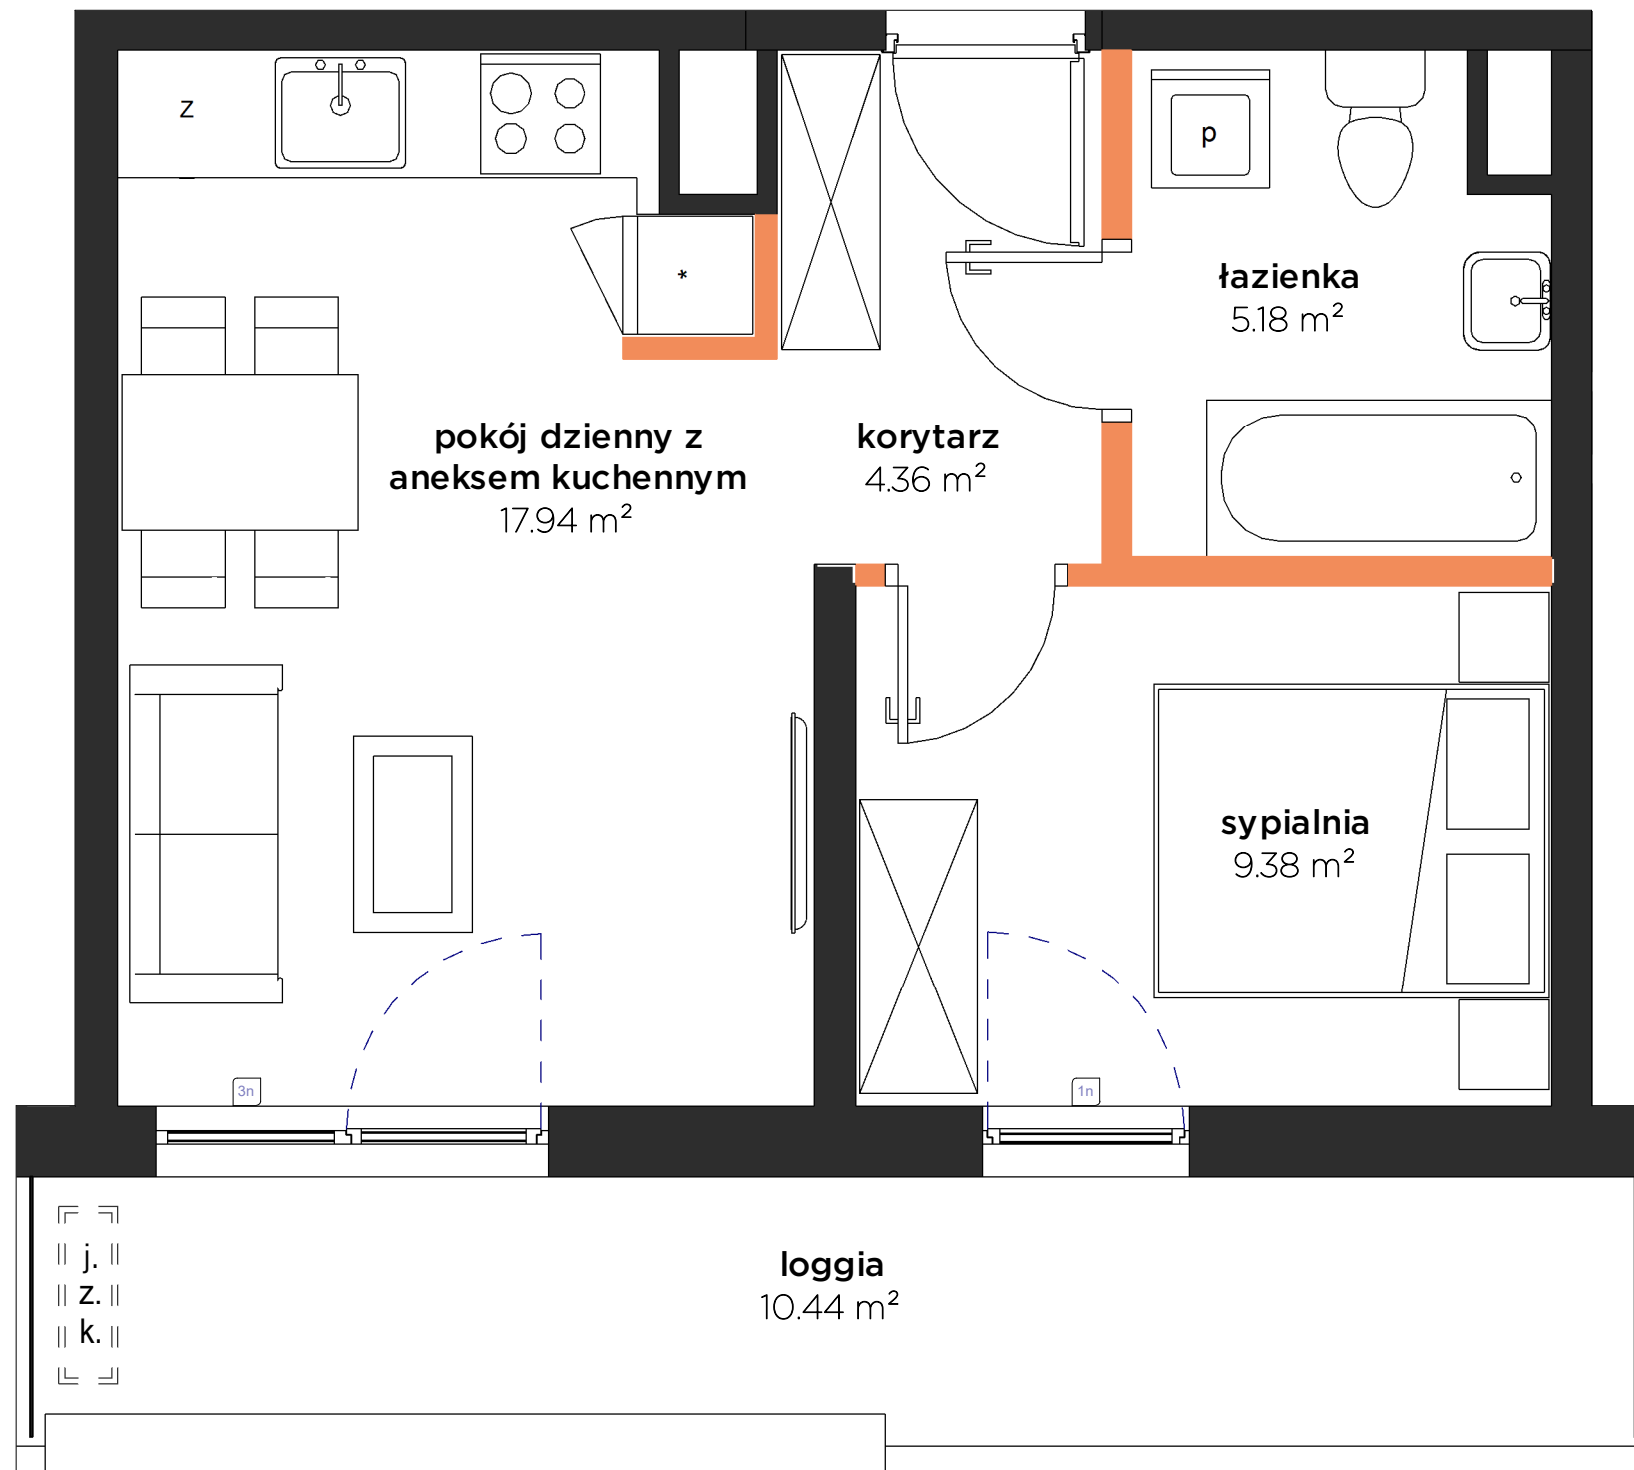 z
p
*
łazienka
5.18 m²
pokój dzienny z
aneksem kuchennym
17.94 m²
korytarz
4.36 m²
sypialnia
9.38 m²
3n
1n
loggia
10.44 m²
j.
z.
k.